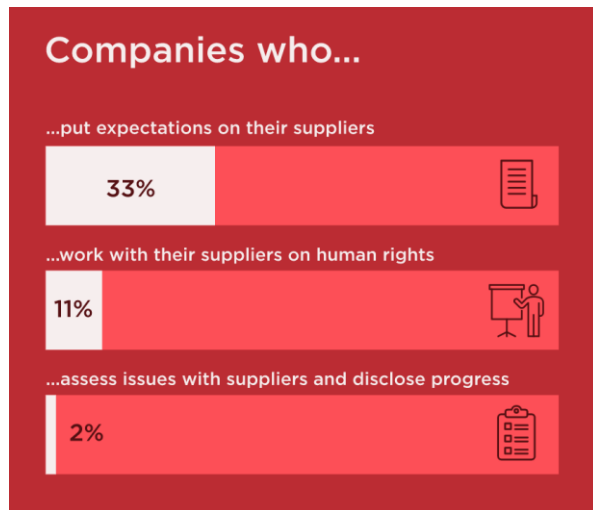 Companies who...
...put expectations on their suppliers
33%
...work with their suppliers on human rights
11%
...assess issues with suppliers and disclose progress
2%